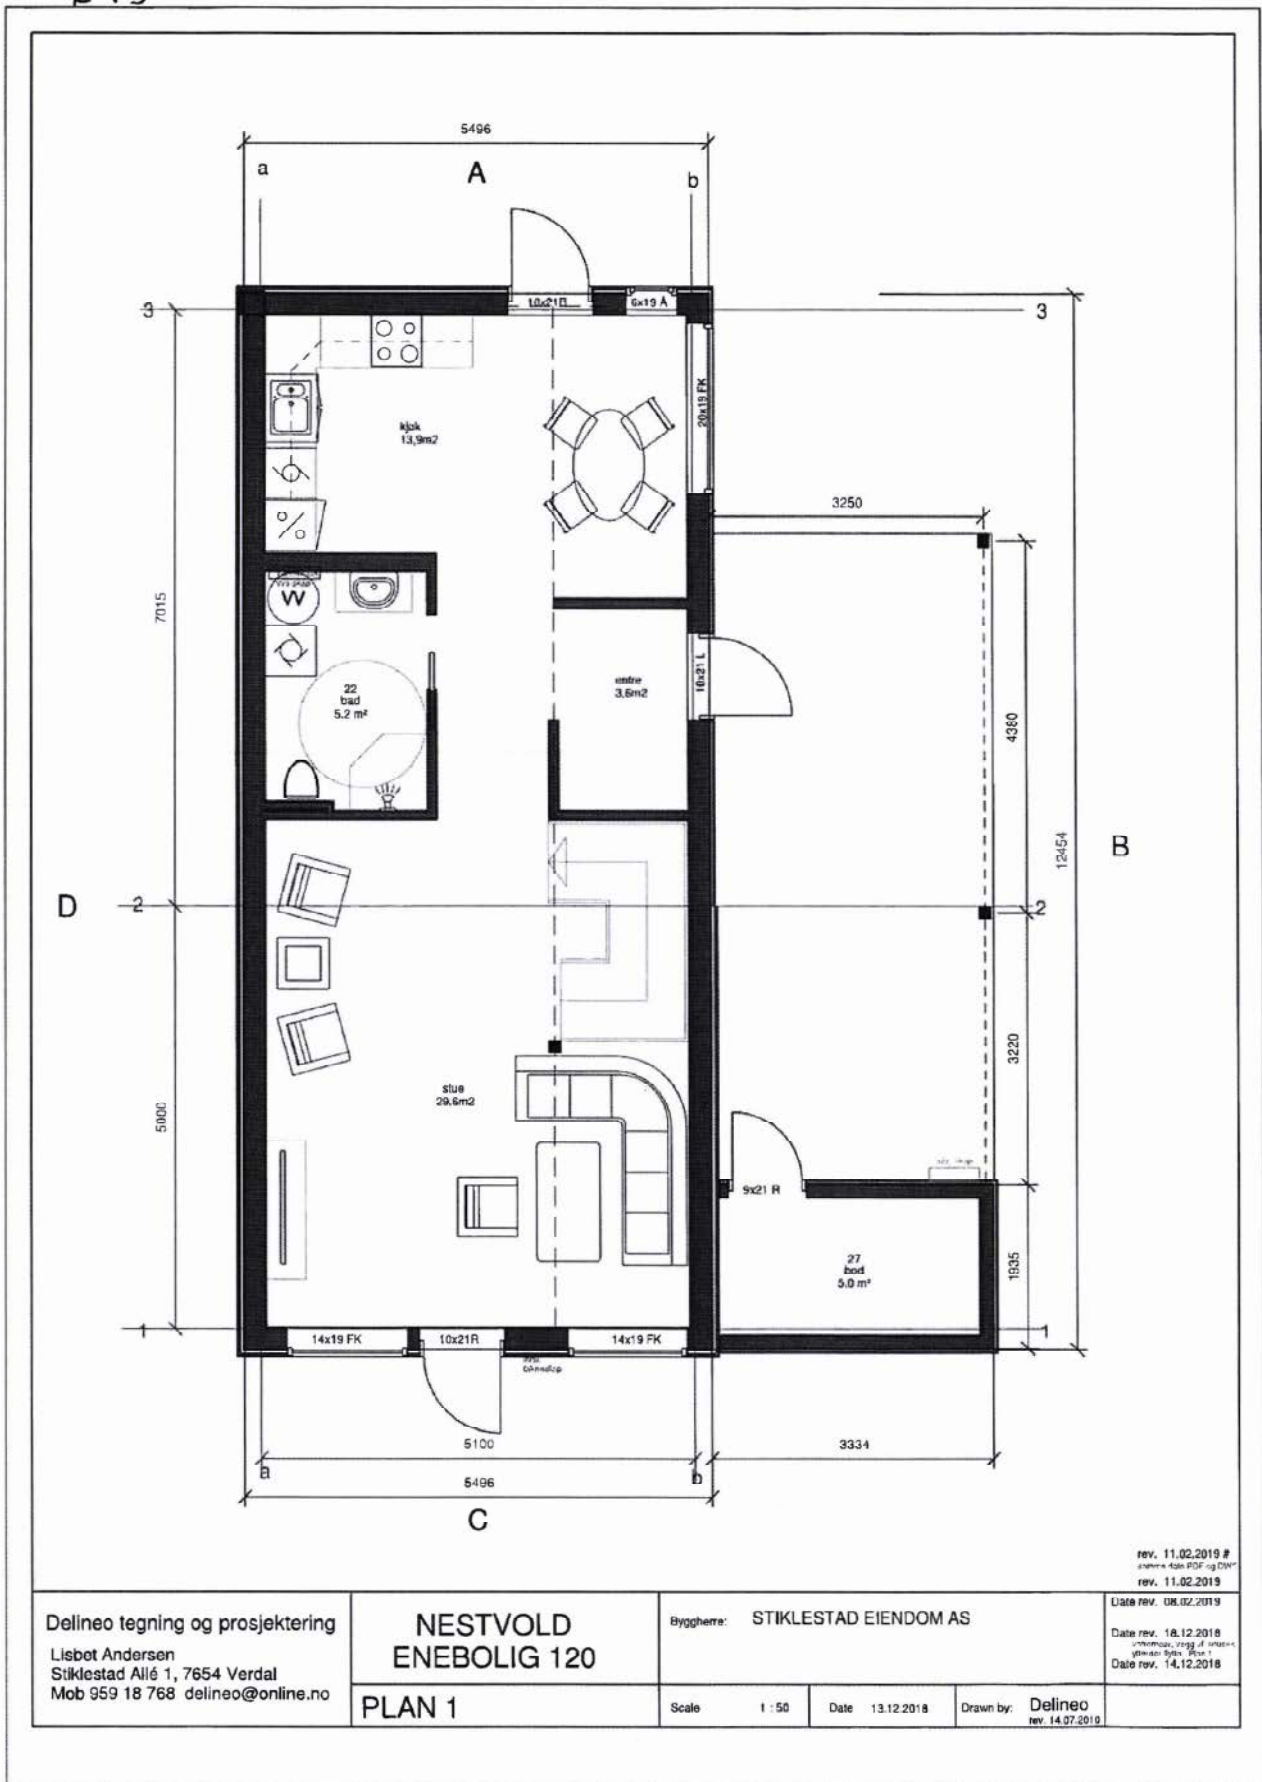 5496
a
A
b
10x21
6x19 A
3
3
20x19 FK
kjøk
13,9m2
3250
7015
W
entre
3,6m2
10x21 L
22
bad
5.2 m²
4380
12454
B
D
2
2
3220
5000
stue
29,6m2
9x21 R
27
bod
5.0 m²
1935
1
1
14x19 FK
10x21R
14x19 FK
5100
3334
a
b
5496
C
rev. 11.02.2019 #
rev. 11.02.2019
Delineo tegning og prosjektering
Lisbet Andersen
Stiklestad Allé 1, 7654 Verdal
Mob 959 18 768 delineo@online.no
NESTVOLD
ENEBOLIG 120
PLAN 1
Byggherre: STIKLESTAD EIENDOM AS
Scale 1 : 50
Date 13.12.2018
Drawn by: Delineo
Date rev. 08.02.2019
Date rev. 18.12.2018
Date rev. 14.12.2018